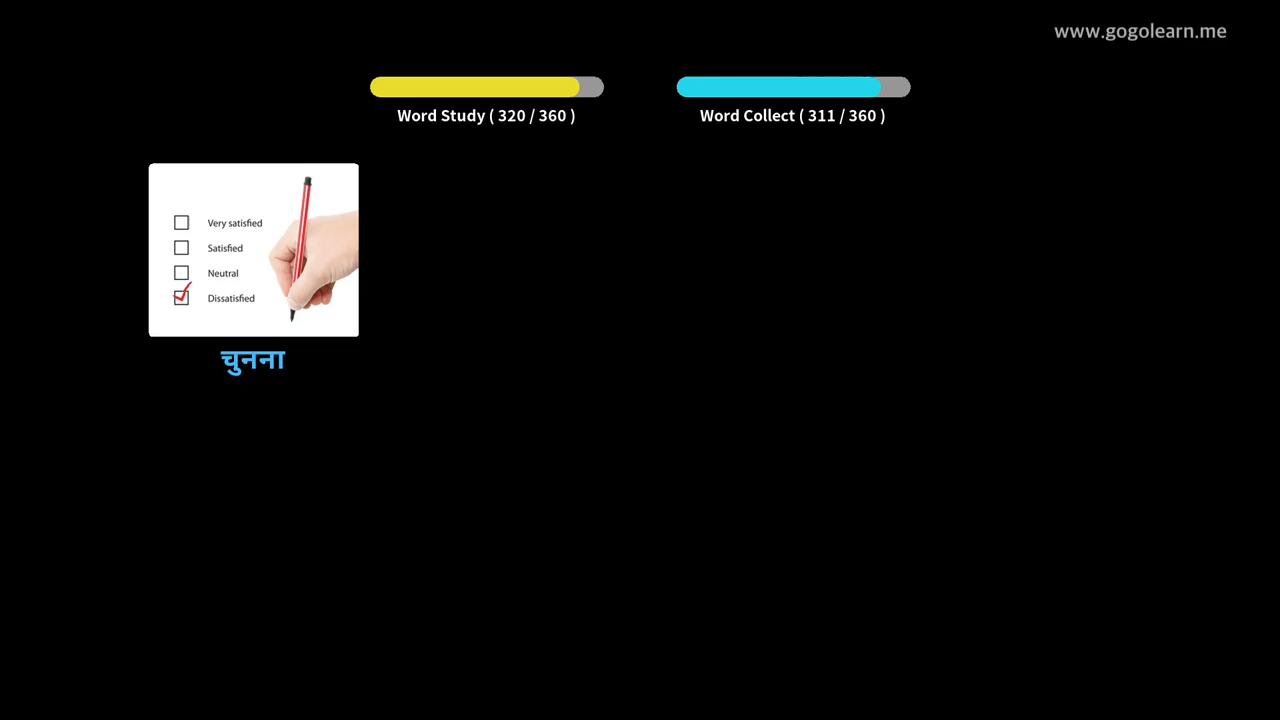 www.gogolearn.me
Word Study ( 320 / 360 )
Word Collect ( 311 / 360 )
Very satisfied
Satisfied
Neutral
Dissatisfied
चुनना